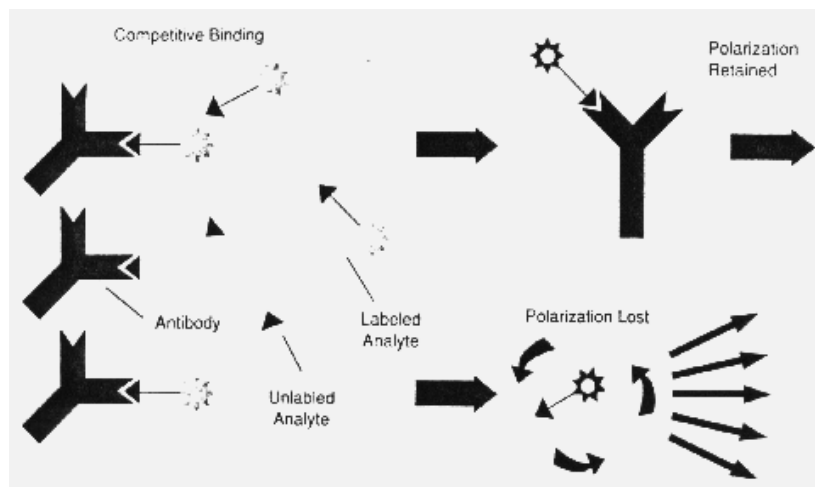 Competitive Binding
Polarization
Retained
Antibody
Labeled
Analyte
Unlabled
Analyte
Polarization Lost